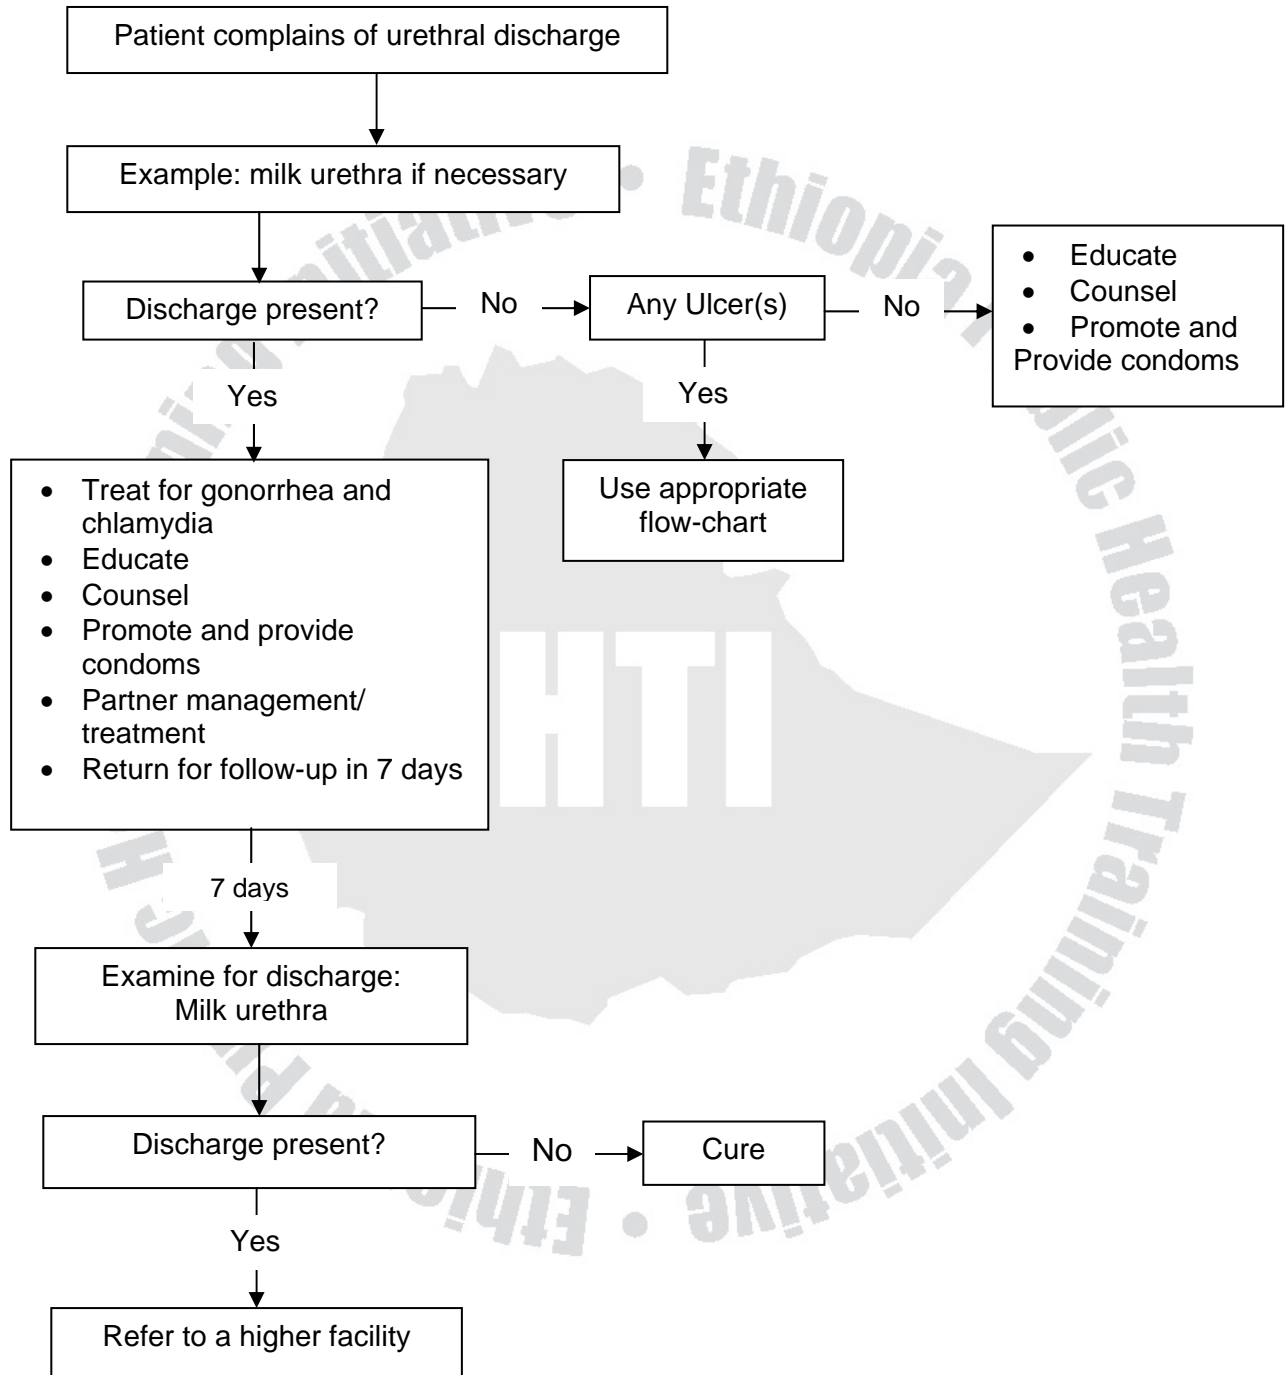 Patient complains of urethral discharge
Example: milk urethra if necessary
Discharge present?
No
Any Ulcer(s)
No
• Educate
• Counsel
• Promote and
Provide condoms
Yes
Yes
• Treat for gonorrhea and
chlamydia
• Educate
• Counsel
• Promote and provide
condoms
• Partner management/
treatment
• Return for follow-up in 7 days
Use appropriate
flow-chart
7 days
Examine for discharge:
Milk urethra
Discharge present?
No
Cure
Yes
Refer to a higher facility
HTI